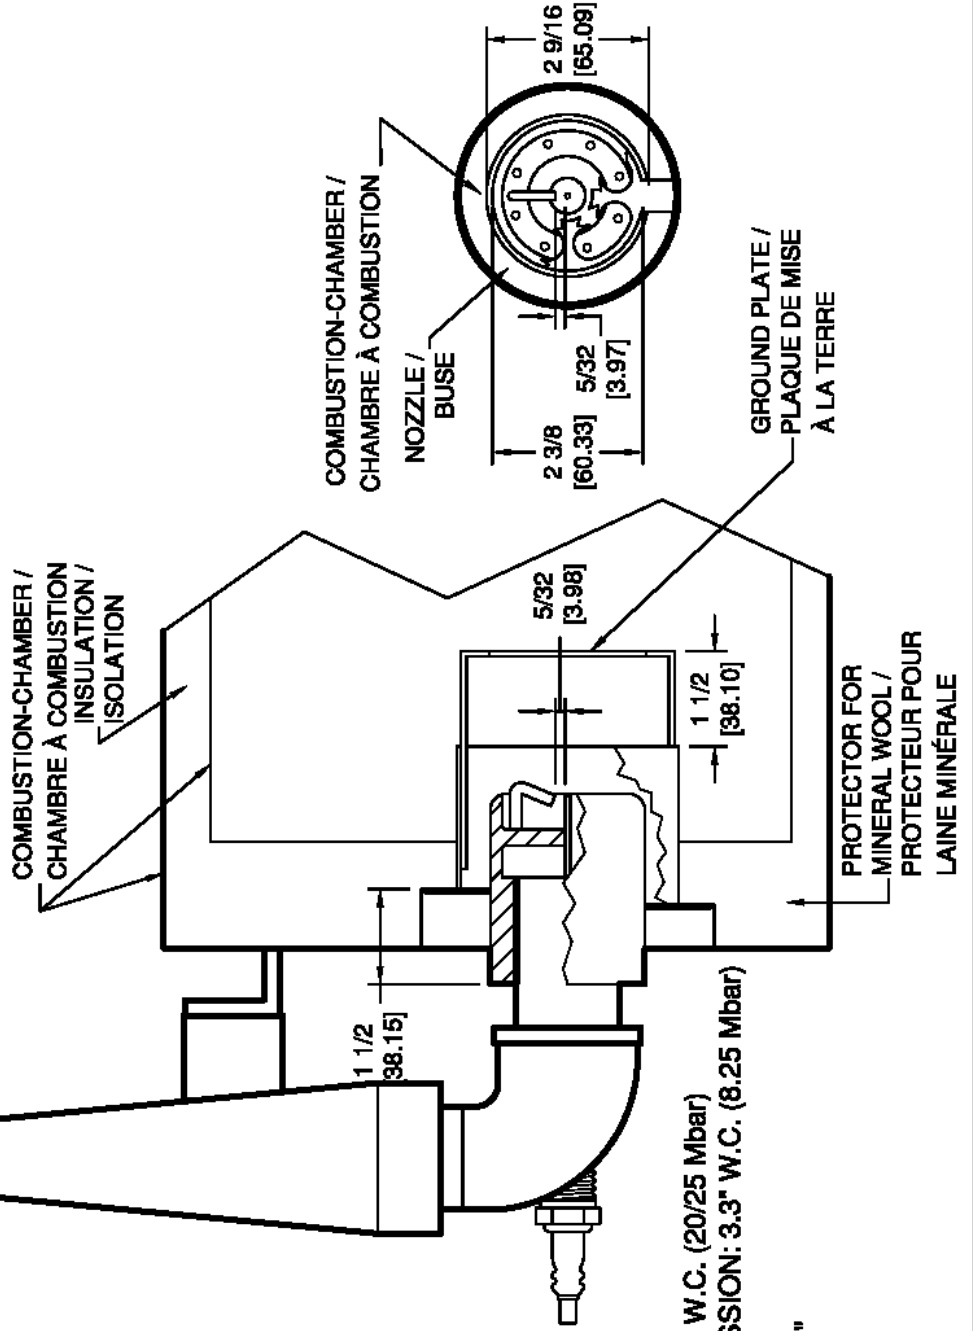 COMBUSTION-CHAMBER /
CHAMBRE À COMBUSTION
INSULATION /
ISOLATION
COMBUSTION-CHAMBER /
CHAMBRE À COMBUSTION
NOZZLE /
BUSE
2 9/16
[65.09]
5/32
[3.97]
2 3/8
[60.33]
5/32
[3.98]
GROUND PLATE /
PLAQUE DE MISE
À LA TERRE
1 1/2
[38.10]
1 1/2
[38.15]
PROTECTOR FOR
MINERAL WOOL /
PROTECTEUR POUR
LAINE MINÉRALE
W.C. (20/25 Mbar)
SSION: 3.3" W.C. (8.25 Mbar)
"